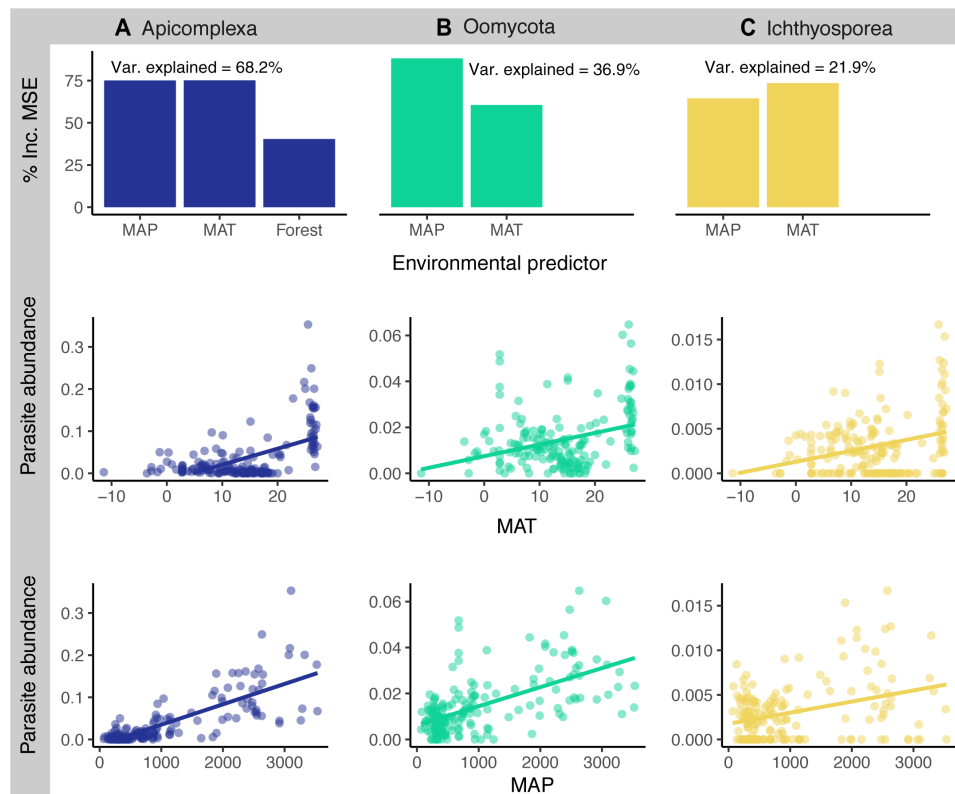 A Apicomplexa
B Oomycota
C Ichthyosporea
% Inc. MSE
75
50
25
0
Var. explained = 68.2%
MAP MAT Forest
Var. explained = 36.9%
MAP MAT
Var. explained = 21.9%
MAP MAT
Environmental predictor
Parasite abundance
0.3
0.2
0.1
0.0
−10 0 10 20
0.06
0.04
0.02
0.00
−10 0 10 20
0.015
0.010
0.005
0.000
−10 0 10 20
MAT
Parasite abundance
0.3
0.2
0.1
0.0
0 1000 2000 3000
0.06
0.04
0.02
0.00
0 1000 2000 3000
0.015
0.010
0.005
0.000
0 1000 2000 3000
MAP